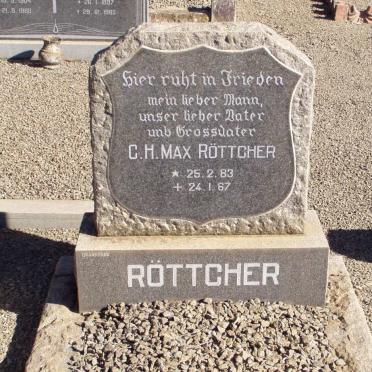 Hier ruht in Frieden
mein lieber Mann,
unser lieber Vater
und Grossvater
C.H. MAX RÖTTCHER
* 25.2.83
+ 24.1.67
RÖTTCHER